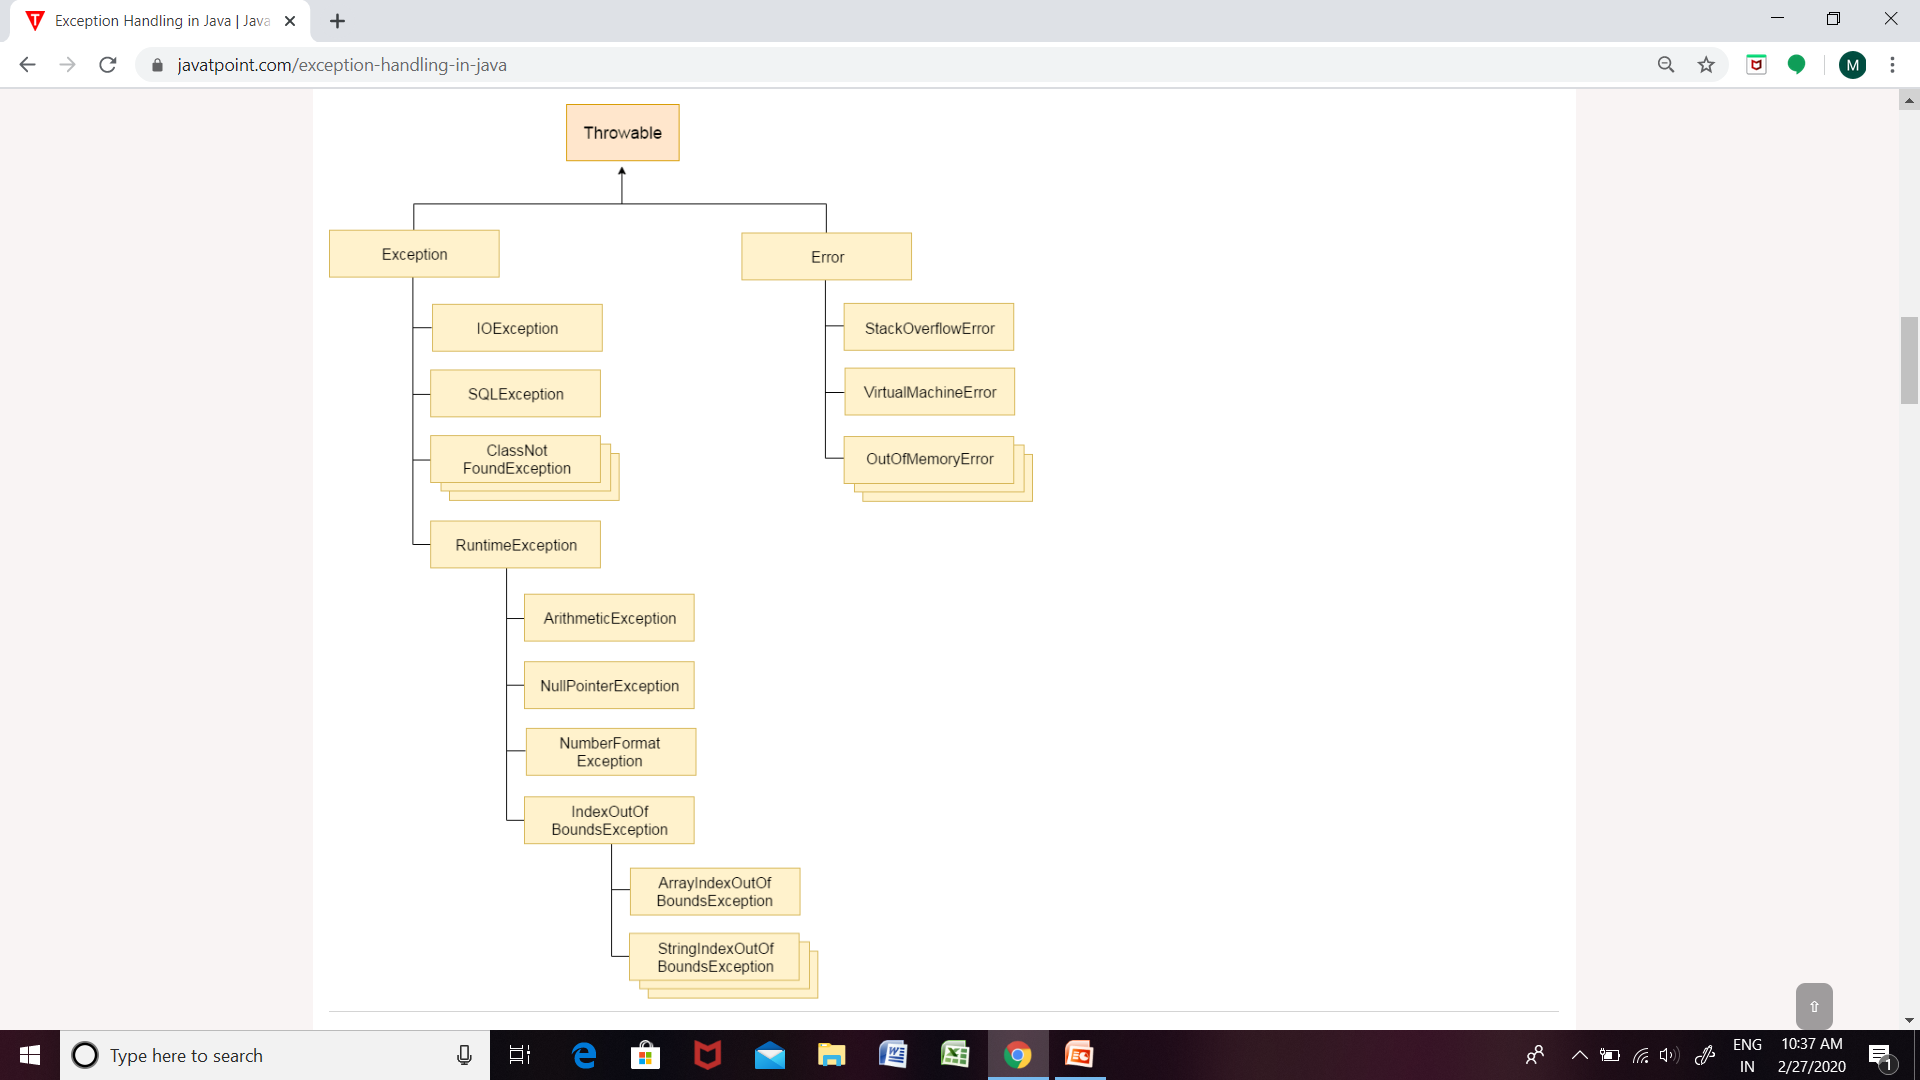 Exception Handling in Java | Java
javatpoint.com/exception-handling-in-java
M
Throwable
Exception
Error
IOException
StackOverflowError
SQLException
VirtualMachineError
ClassNot
FoundException
OutOfMemoryError
RuntimeException
ArithmeticException
NullPointerException
NumberFormat
Exception
IndexOutOf
BoundsException
ArrayIndexOutOf
BoundsException
StringIndexOutOf
BoundsException
Type here to search
ENG
IN
10:37 AM
2/27/2020
1